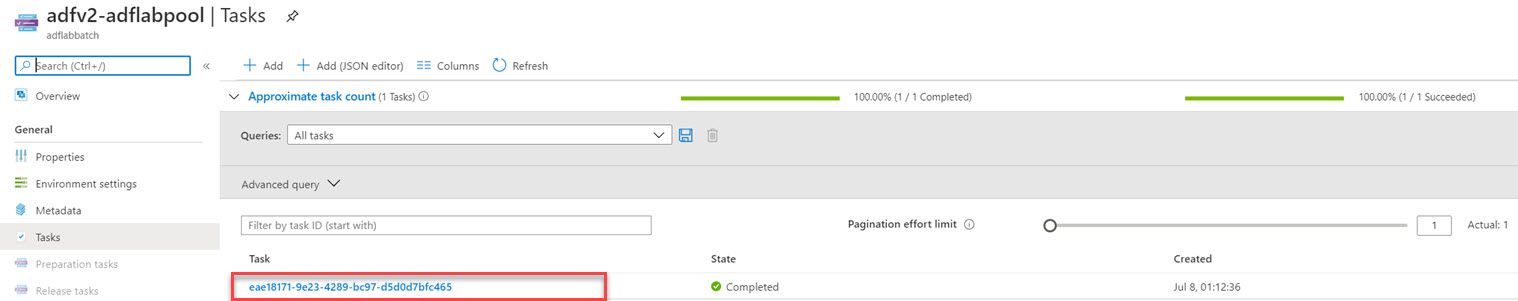 adfv2-adflabpool | Tasks
adflabbatch
Search (Ctrl+/)
«
Add
Add (JSON editor)
Columns
Refresh
Overview
Approximate task count (1 Tasks)
100.00% (1 / 1 Completed)
100.00% (1 / 1 Succeeded)
General
Queries:
All tasks
Properties
Environment settings
Advanced query
Metadata
Filter by task ID (start with)
Pagination effort limit
1
Actual: 1
Tasks
Preparation tasks
Task
State
Created
Release tasks
eae18171-9e23-4289-bc97-d5d0d7bfc465
Completed
Jul 8, 01:12:36